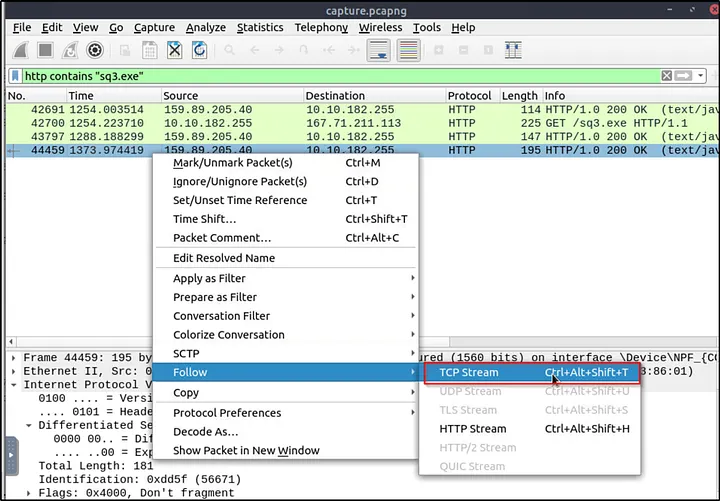 capture.pcapng
File Edit View Go Capture Analyze Statistics Telephony Wireless Tools Help
http contains "sq3.exe"
No. Time Source Destination Protocol Length Info
42691 1254.003514 159.89.205.40 10.10.182.255 HTTP 114 HTTP/1.0 200 OK (text/jav
42700 1254.223710 10.10.182.255 167.71.211.113 HTTP 225 GET /sq3.exe HTTP/1.1
43797 1288.188299 159.89.205.40 10.10.182.255 HTTP 147 HTTP/1.0 200 OK (text/jav
44459 1373.974419 159.89.205.40 10.10.182.255 HTTP 195 HTTP/1.0 200 OK (text/jav
Mark/Unmark Packet(s) Ctrl+M
Ignore/Unignore Packet(s) Ctrl+D
Set/Unset Time Reference Ctrl+T
Time Shift… Ctrl+Shift+T
Packet Comment… Ctrl+Alt+C
Edit Resolved Name
Apply as Filter
Prepare as Filter
Conversation Filter
Colorize Conversation
SCTP
Follow
Copy
Protocol Preferences
Decode As…
Show Packet in New Window
TCP Stream Ctrl+Alt+Shift+T
UDP Stream Ctrl+Alt+Shift+U
TLS Stream Ctrl+Alt+Shift+S
HTTP Stream Ctrl+Alt+Shift+H
HTTP/2 Stream
QUIC Stream
Frame 44459: 195 by ured (1560 bits) on interface \Device\NPF_{CC
Ethernet II, Src: 0 :86:01)
Internet Protocol V
0100 .... = Versi
.... 0101 = Heade
Differentiated Se
0000 00.. = Dif
.... ..00 = Exp
Total Length: 181
Identification: 0xdd5f (56671)
Flags: 0x4000, Don't fragment